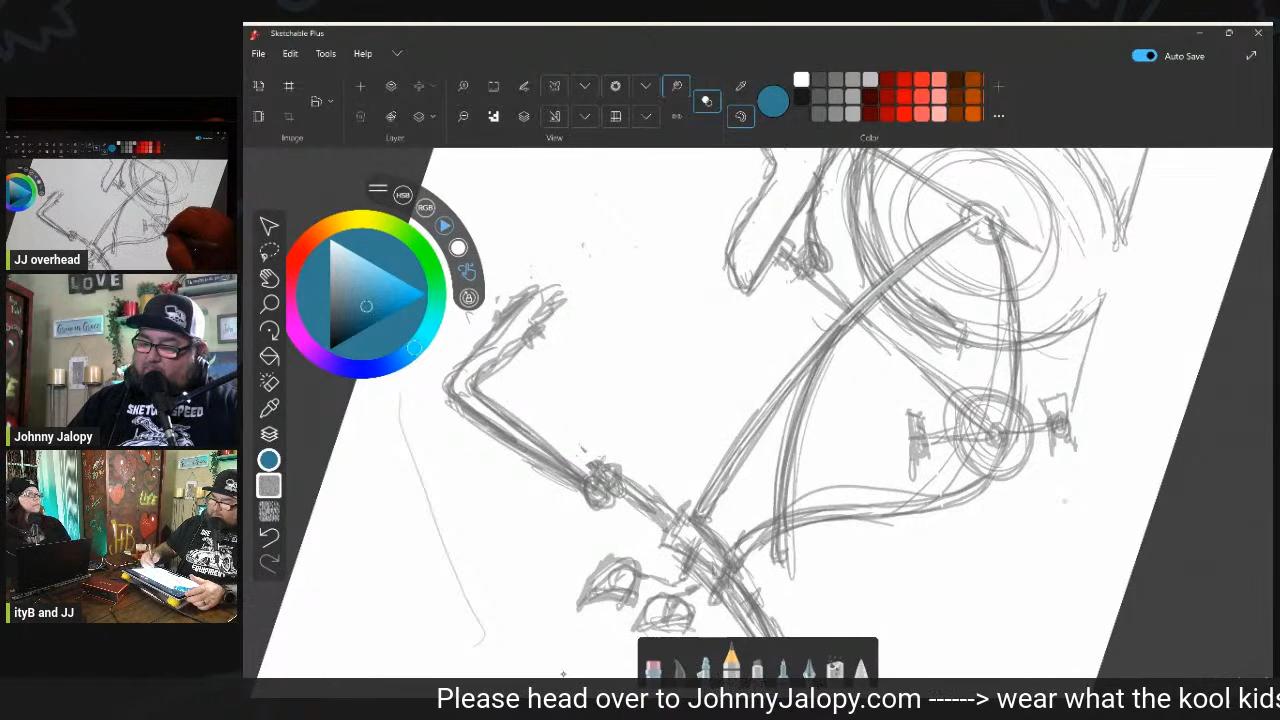 Sketchable Plus
File Edit Tools Help
Auto Save
Image Layer View Color
HSB
RGB
JJ overhead
LOVE
Johnny Jalopy
ityB and JJ
Please head over to JohnnyJalopy.com ------> wear what the kool kids